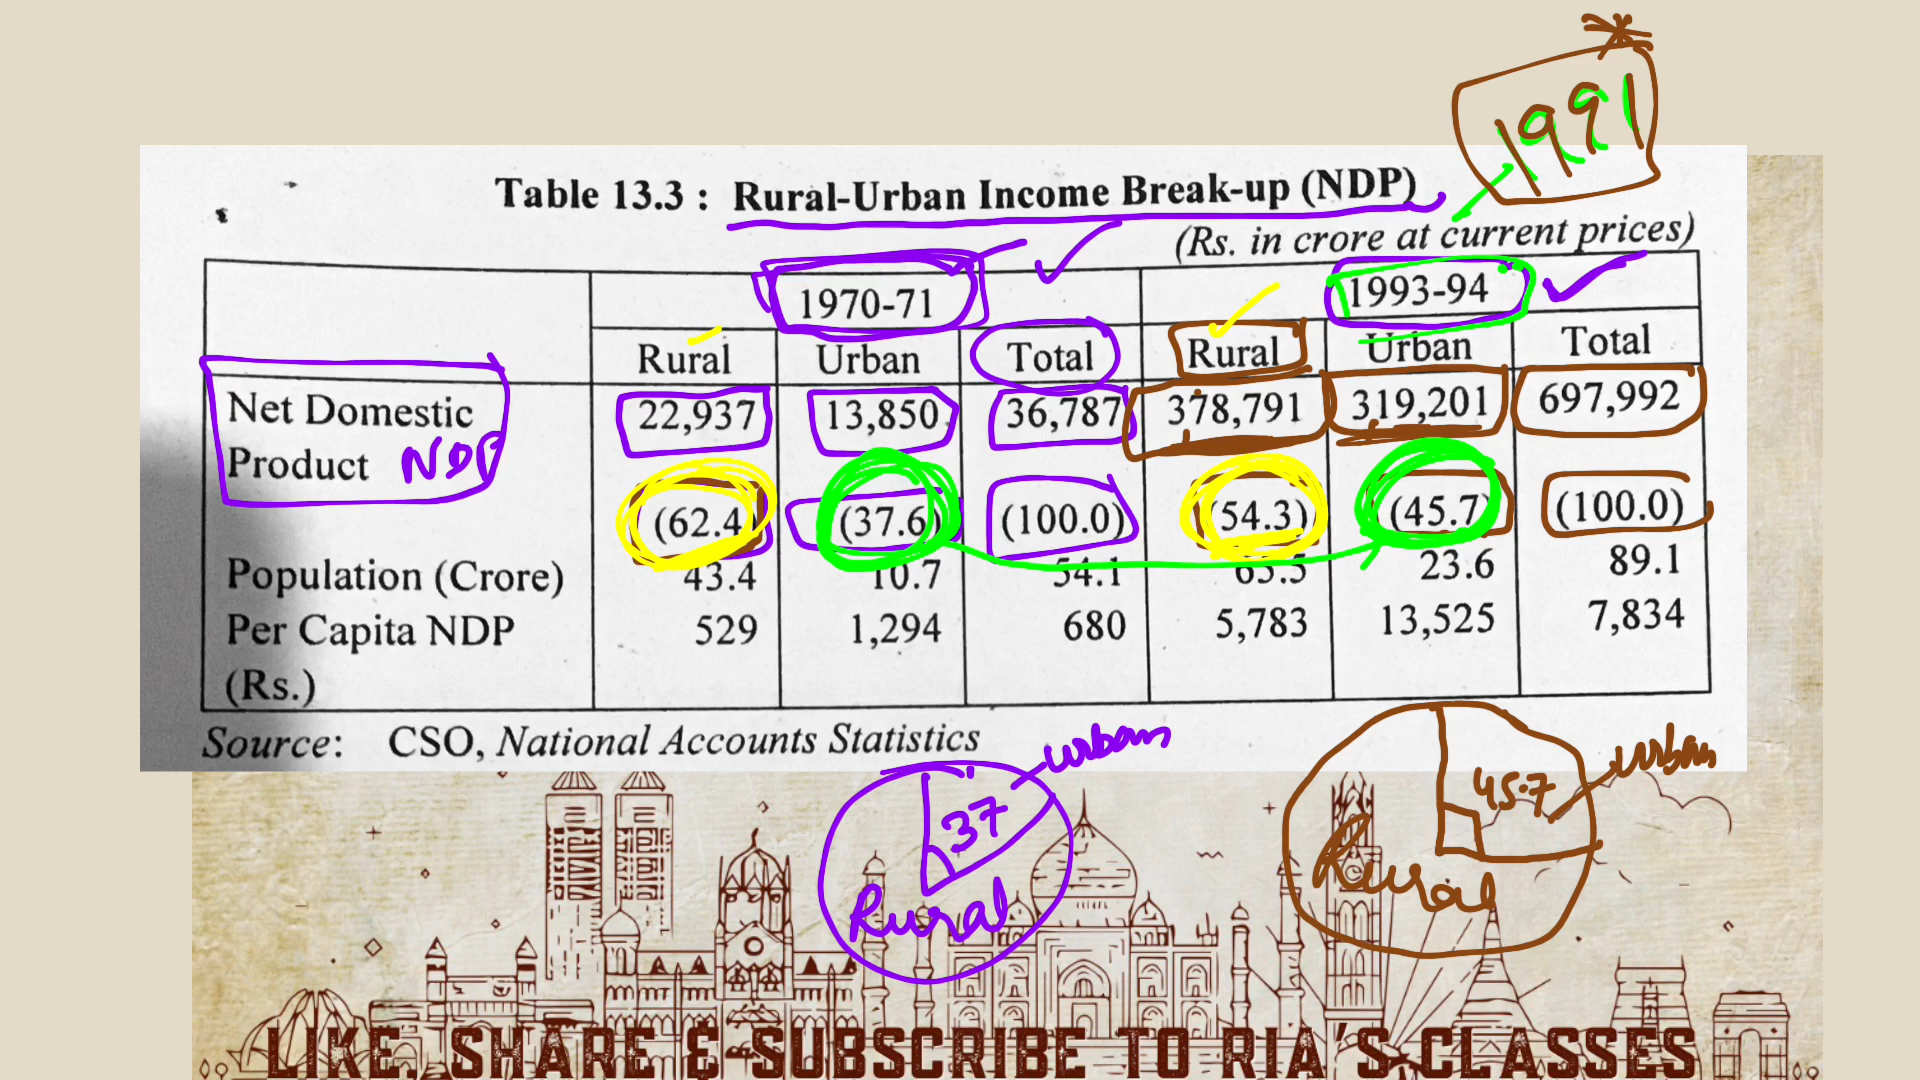 1991
Table 13.3 : Rural-Urban Income Break-up (NDP)
(Rs. in crore at current prices)
1970-71 1993-94
Rural Urban Total Rural Urban Total
Net Domestic 22,937 13,850 36,787 378,791 319,201 697,992
Product NDP
(62.4) (37.6) (100.0) (54.3) (45.7) (100.0)
Population (Crore) 43.4 10.7 54.1 65.5 23.6 89.1
Per Capita NDP 529 1,294 680 5,783 13,525 7,834
(Rs.)
Source: CSO, National Accounts Statistics
urban
37
Rural
urban
45.7
Rural
LIKE, SHARE & SUBSCRIBE TO RIA'S CLASSES